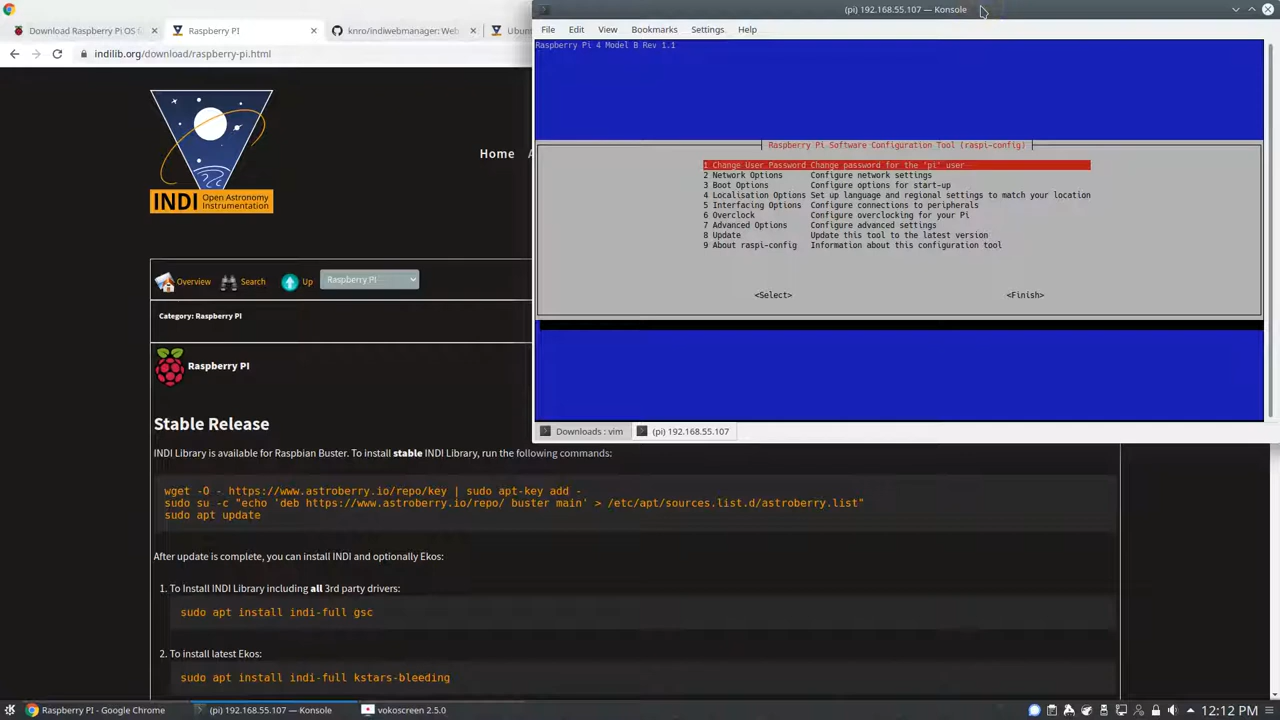 Download Raspberry Pi OS
Raspberry PI
knro/indiwebmanager: Web
Ubun
indilib.org/download/raspberry-pi.html
(pi) 192.168.55.107 — Konsole
File Edit View Bookmarks Settings Help
Raspberry Pi 4 Model B Rev 1.1
Raspberry Pi Software Configuration Tool (raspi-config)
1 Change User Password Change password for the 'pi' user
2 Network Options Configure network settings
3 Boot Options Configure options for start-up
4 Localisation Options Set up language and regional settings to match your location
5 Interfacing Options Configure connections to peripherals
6 Overclock Configure overclocking for your Pi
7 Advanced Options Configure advanced settings
8 Update Update this tool to the latest version
9 About raspi-config Information about this configuration tool
<Select> <Finish>
Downloads : vim
(pi) 192.168.55.107
INDI Open Astronomy
Instrumentation
Home A
Overview Search Up Raspberry PI
Category: Raspberry PI
Raspberry PI
Stable Release
INDI Library is available for Raspbian Buster. To install stable INDI Library, run the following commands:
wget -O - https://www.astroberry.io/repo/key | sudo apt-key add -
sudo su -c "echo 'deb https://www.astroberry.io/repo/ buster main' > /etc/apt/sources.list.d/astroberry.list"
sudo apt update
After update is complete, you can install INDI and optionally Ekos:
1. To Install INDI Library including all 3rd party drivers:
sudo apt install indi-full gsc
2. To install latest Ekos:
sudo apt install indi-full kstars-bleeding
Raspberry PI - Google Chrome
(pi) 192.168.55.107 — Konsole
vokoscreen 2.5.0
12:12 PM